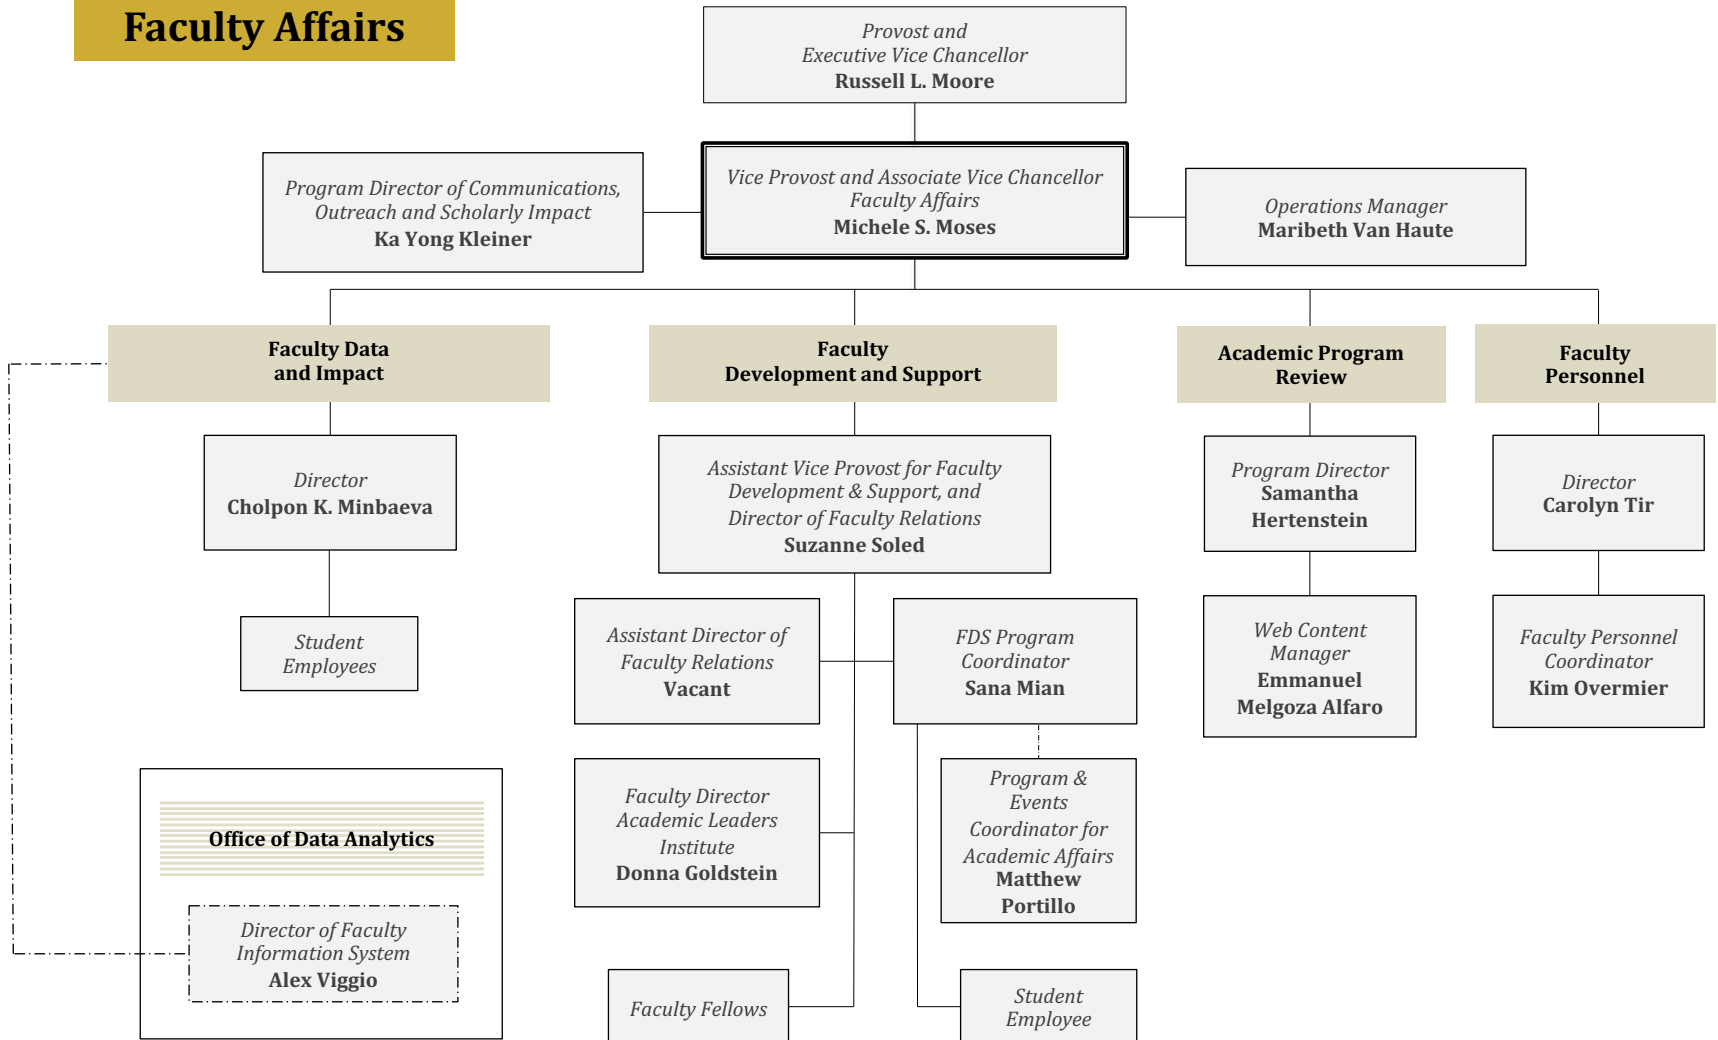 Faculty Affairs
Provost and
Executive Vice Chancellor
Russell L. Moore
Program Director of Communications,
Outreach and Scholarly Impact
Ka Yong Kleiner
Vice Provost and Associate Vice Chancellor
Faculty Affairs
Michele S. Moses
Operations Manager
Maribeth Van Haute
Faculty Data
and Impact
Faculty
Development and Support
Academic Program
Review
Faculty
Personnel
Director
Cholpon K. Minbaeva
Assistant Vice Provost for Faculty
Development & Support, and
Director of Faculty Relations
Suzanne Soled
Program Director
Samantha
Hertenstein
Director
Carolyn Tir
Student
Employees
Assistant Director of
Faculty Relations
Vacant
FDS Program
Coordinator
Sana Mian
Web Content
Manager
Emmanuel
Melgoza Alfaro
Faculty Personnel
Coordinator
Kim Overmier
Office of Data Analytics
Director of Faculty
Information System
Alex Viggio
Faculty Director
Academic Leaders
Institute
Donna Goldstein
Program &
Events
Coordinator for
Academic Affairs
Matthew
Portillo
Faculty Fellows
Student
Employee